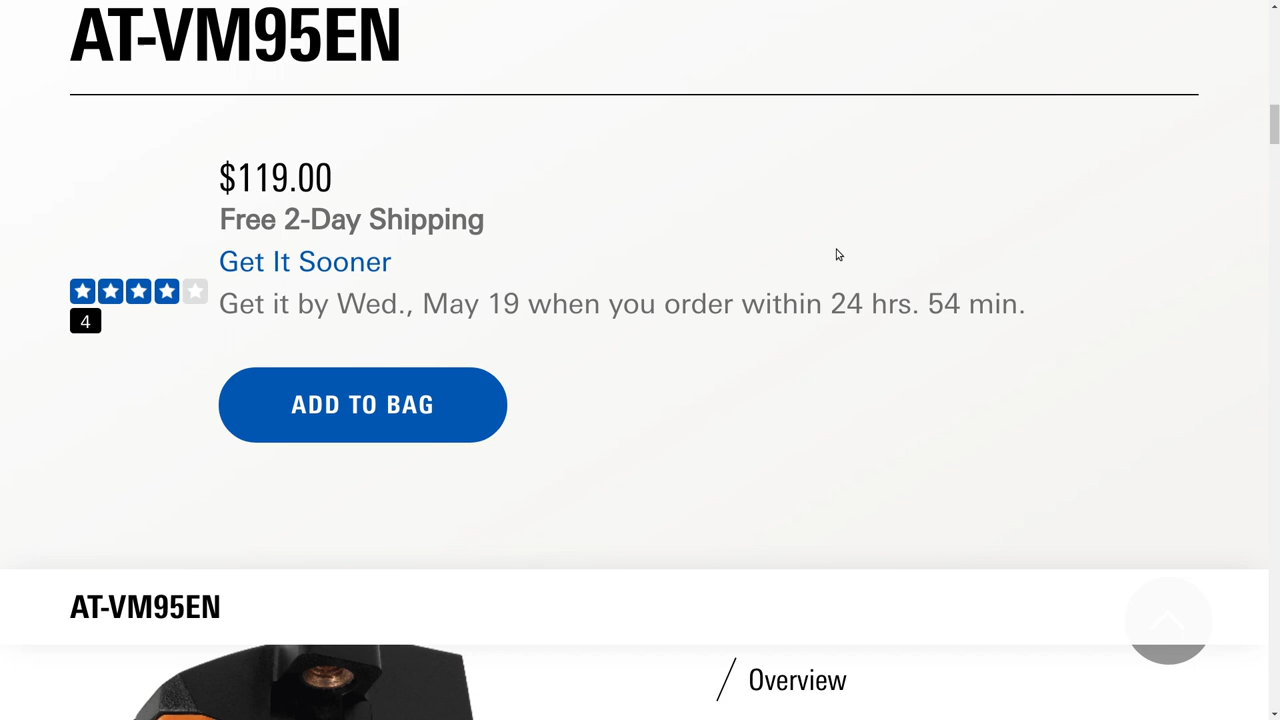 AT-VM95EN
$119.00
Free 2-Day Shipping
Get It Sooner
Get it by Wed., May 19 when you order within 24 hrs. 54 min.
4
ADD TO BAG
AT-VM95EN
Overview